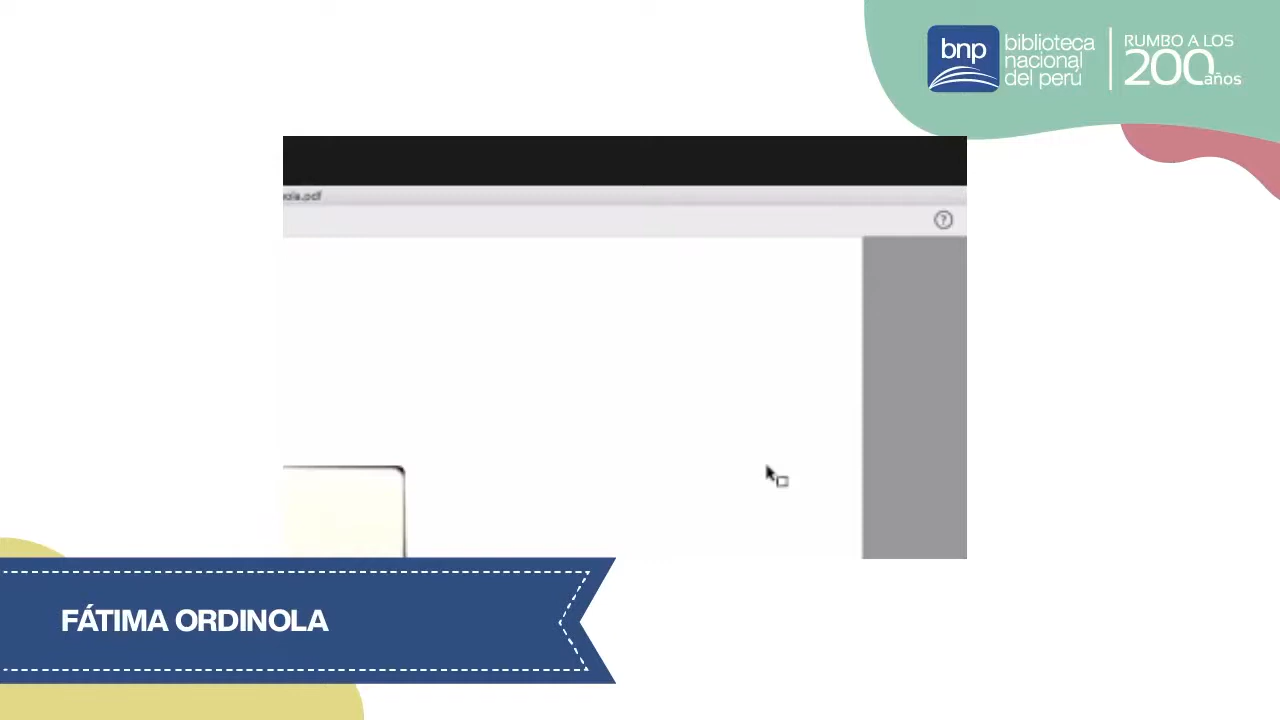 bnp
biblioteca
nacional
del perú
RUMBO A LOS
200 años
?
FÁTIMA ORDINOLA